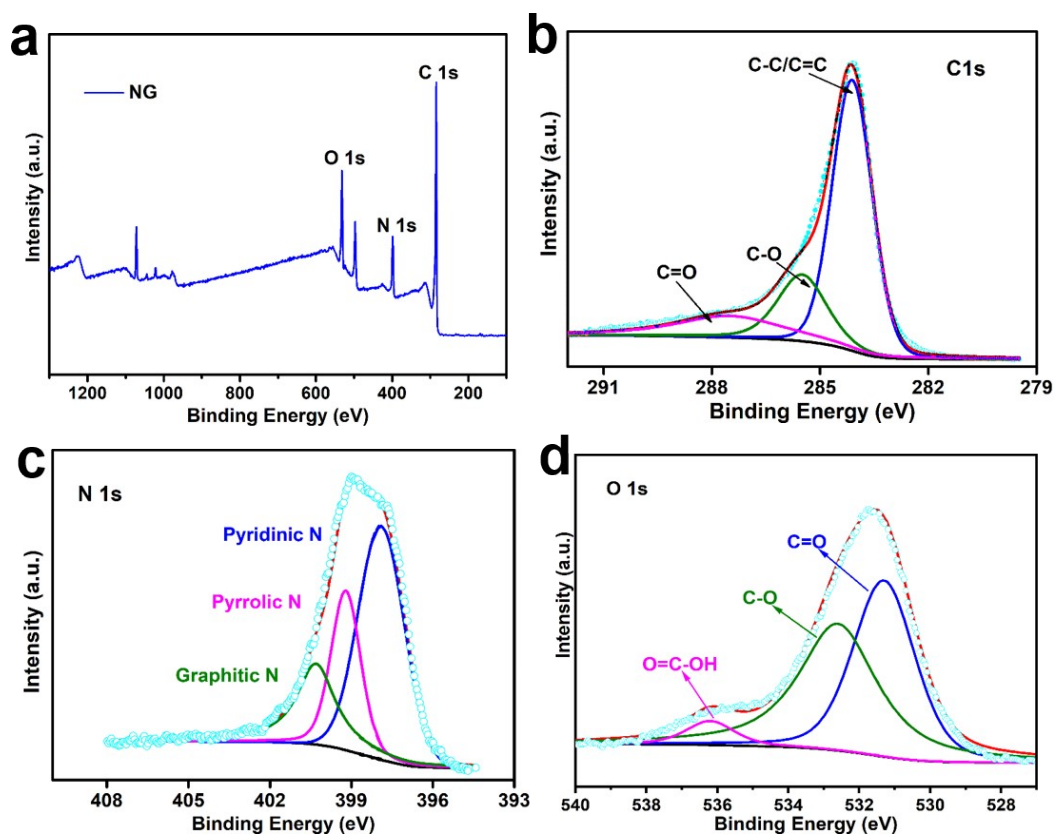 a
NG
C 1s
O 1s
N 1s
Intensity (a.u.)
1200 1000 800 600 400 200
Binding Energy (eV)
b
C1s
C-C/C=C
C-O
C=O
Intensity (a.u.)
291 288 285 282 279
Binding Energy (eV)
c
N 1s
Pyridinic N
Pyrrolic N
Graphitic N
Intensity (a.u.)
408 405 402 399 396 393
Binding Energy (eV)
d
O 1s
C=O
C-O
O=C-OH
Intensity (a.u.)
540 538 536 534 532 530 528
Binding Energy (eV)